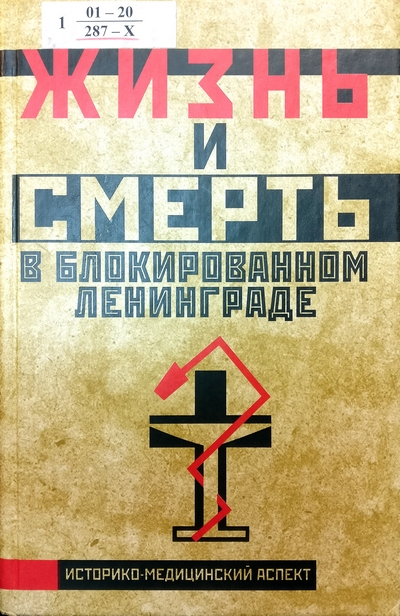 1 01 – 20
287 – X
ЖИЗНЬ
И
СМЕРТЬ
В БЛОКИРОВАННОМ
ЛЕНИНГРАДЕ
ИСТОРИКО-МЕДИЦИНСКИЙ АСПЕКТ